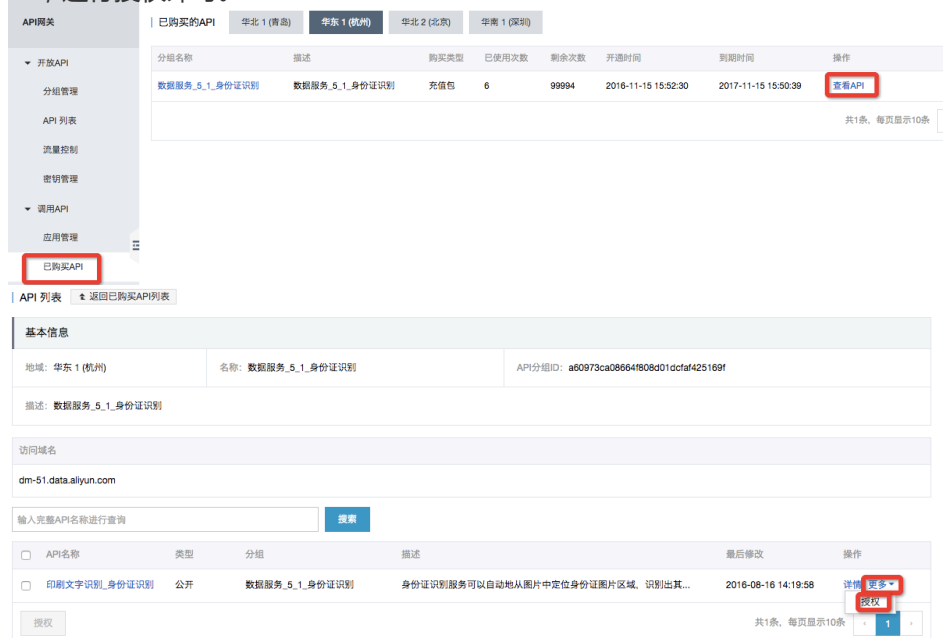 API网关
已购买的API 华北 1 (青岛) 华东 1 (杭州) 华北 2 (北京) 华南 1 (深圳)
开放API
分组管理
API 列表
流量控制
密钥管理
调用API
应用管理
已购买API
分组名称 描述 购买类型 已使用次数 剩余次数 开通时间 到期时间 操作
数据服务_5_1_身份证识别 数据服务_5_1_身份证识别 充值包 6 99994 2016-11-15 15:52:30 2017-11-15 15:50:39 查看API
共1条，每页显示10条
API 列表 返回已购买API列表
基本信息
地域: 华东 1 (杭州) 名称: 数据服务_5_1_身份证识别 API分组ID: a60973ca08664f808d01dcfaf425169f
描述: 数据服务_5_1_身份证识别
访问域名
dm-51.data.aliyun.com
输入完整API名称进行查询 搜索
API名称 类型 分组 描述 最后修改 操作
印刷文字识别_身份证识别 公开 数据服务_5_1_身份证识别 身份证识别服务可以自动地从图片中定位身份证图片区域、识别出其... 2016-08-16 14:19:58 详情 更多
授权
授权 共1条，每页显示10条 1